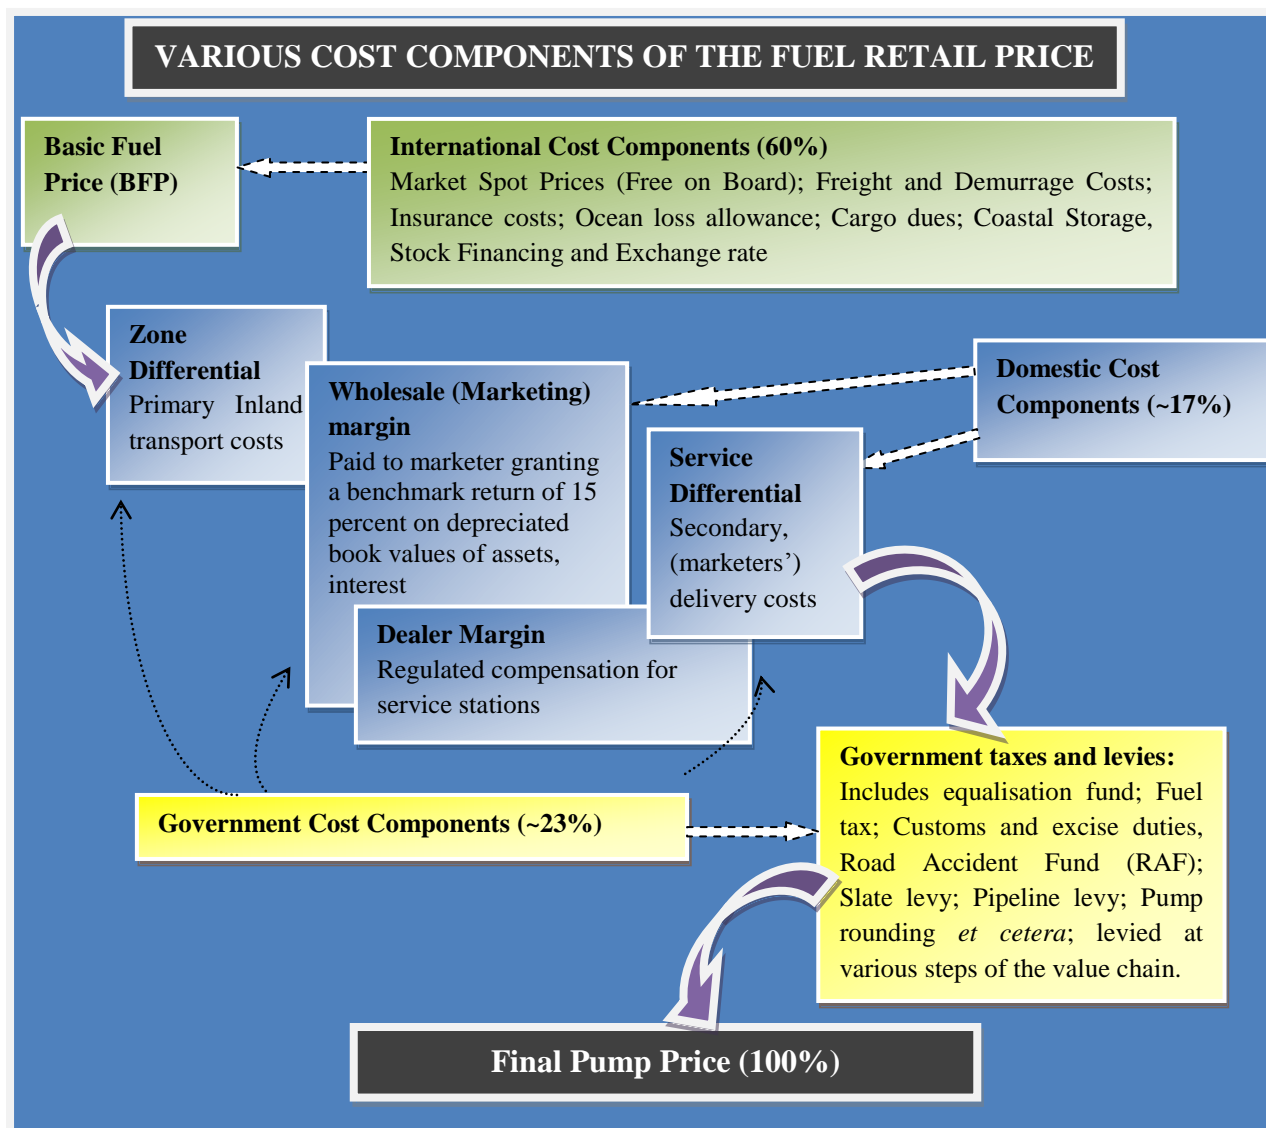 VARIOUS COST COMPONENTS OF THE FUEL RETAIL PRICE
Basic Fuel
Price (BFP)
International Cost Components (60%)
Market Spot Prices (Free on Board); Freight and Demurrage Costs;
Insurance costs; Ocean loss allowance; Cargo dues; Coastal Storage,
Stock Financing and Exchange rate
Zone
Differential
Primary Inland
transport costs
Wholesale (Marketing)
margin
Paid to marketer granting
a benchmark return of 15
percent on depreciated
book values of assets,
interest
Domestic Cost
Components (~17%)
Service
Differential
Secondary,
(marketers’)
delivery costs
Dealer Margin
Regulated compensation for
service stations
Government Cost Components (~23%)
Government taxes and levies:
Includes equalisation fund; Fuel
tax; Customs and excise duties,
Road Accident Fund (RAF);
Slate levy; Pipeline levy; Pump
rounding et cetera; levied at
various steps of the value chain.
Final Pump Price (100%)